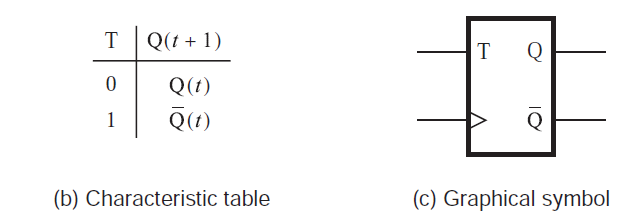 T Q(t + 1)
0 Q(t)
1 Q̅(t)
(b) Characteristic table
T Q
Q̅
(c) Graphical symbol